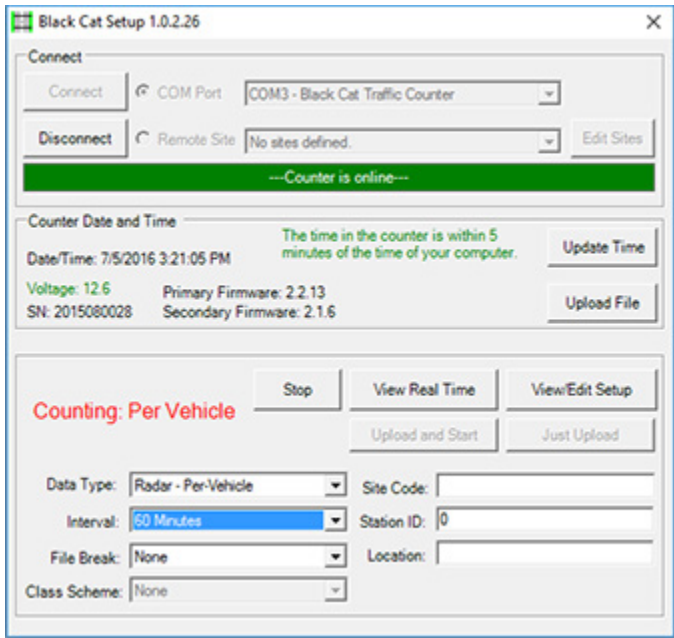 Black Cat Setup 1.0.2.26
Connect
Connect COM Port COM3 - Black Cat Traffic Counter
Disconnect Remote Site No sites defined. Edit Sites
---Counter is online---
Counter Date and Time
Date/Time: 7/5/2016 3:21:05 PM
The time in the counter is within 5
minutes of the time of your computer.
Update Time
Voltage: 12.6 Primary Firmware: 2.2.13
SN: 2015080028 Secondary Firmware: 2.1.6
Upload File
Counting: Per Vehicle
Stop View Real Time View/Edit Setup
Upload and Start Just Upload
Data Type: Radar - Per-Vehicle Site Code:
Interval: 60 Minutes Station ID: 0
File Break: None Location:
Class Scheme: None